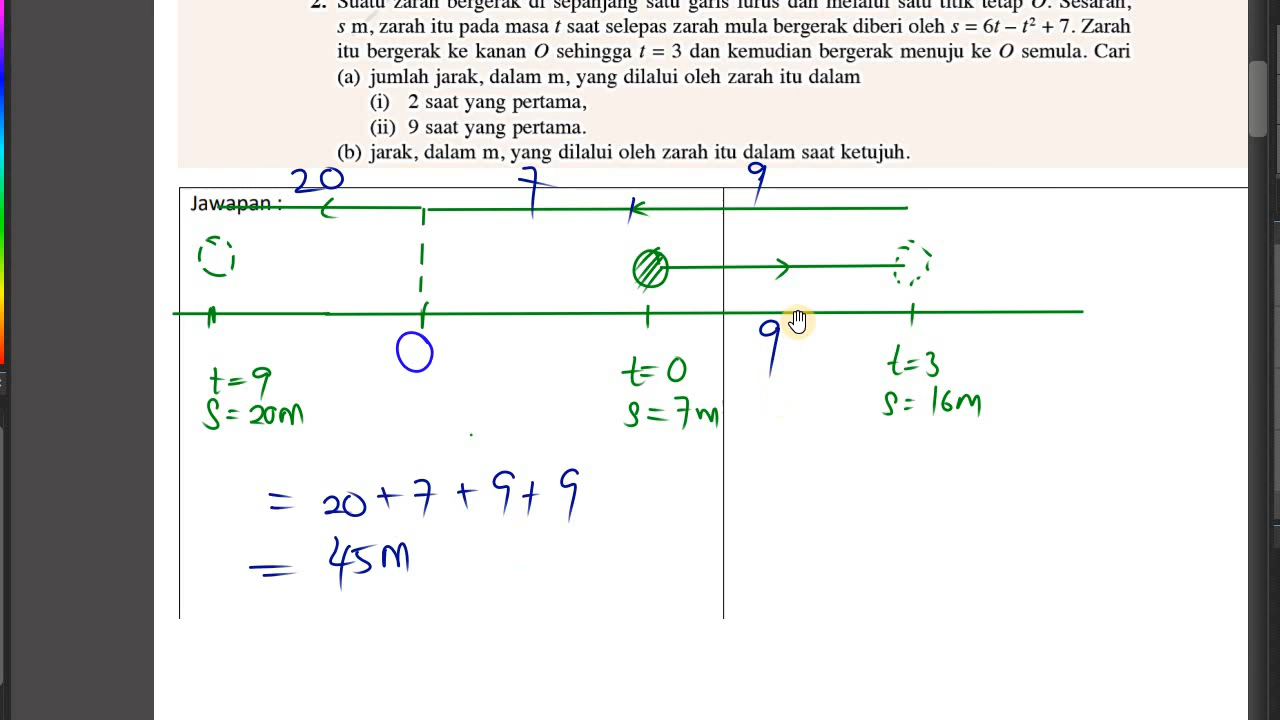 2. Suatu zarah bergerak di sepanjang satu garis lurus dan melalui satu titik tetap O. Sesaran,
s m, zarah itu pada masa t saat selepas zarah mula bergerak diberi oleh s = 6t – t² + 7. Zarah
itu bergerak ke kanan O sehingga t = 3 dan kemudian bergerak menuju ke O semula. Cari
(a) jumlah jarak, dalam m, yang dilalui oleh zarah itu dalam
(i) 2 saat yang pertama,
(ii) 9 saat yang pertama.
(b) jarak, dalam m, yang dilalui oleh zarah itu dalam saat ketujuh.
20 7 9
Jawapan :
O 9
t=9 t=0 t=3
S=20m s=7m s=16m
= 20+7+9+9
= 45m